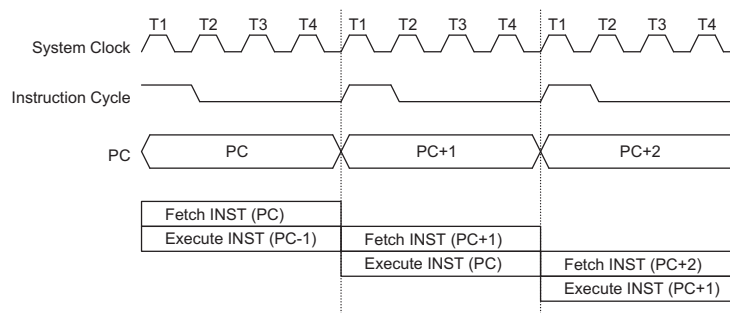 T1 T2 T3 T4 T1 T2 T3 T4 T1 T2 T3 T4
System Clock
Instruction Cycle
PC PC PC+1 PC+2
Fetch INST (PC)
Execute INST (PC-1) Fetch INST (PC+1)
Execute INST (PC) Fetch INST (PC+2)
Execute INST (PC+1)